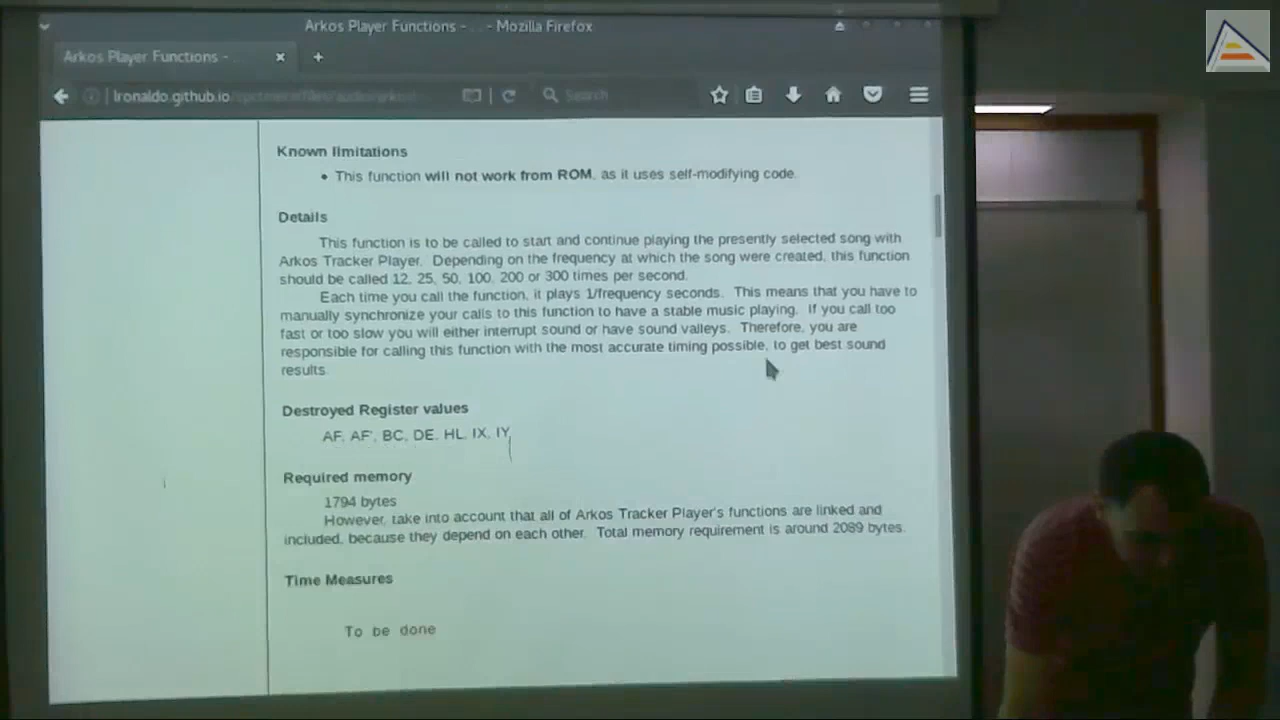 Arkos Player Functions - ... - Mozilla Firefox
Arkos Player Functions -
lronaldo.github.io
Search
Known limitations
• This function will not work from ROM, as it uses self-modifying code.
Details
This function is to be called to start and continue playing the presently selected song with
Arkos Tracker Player. Depending on the frequency at which the song were created, this function
should be called 12, 25, 50, 100, 200 or 300 times per second.
Each time you call the function, it plays 1/frequency seconds. This means that you have to
manually synchronize your calls to this function to have a stable music playing. If you call too
fast or too slow you will either interrupt sound or have sound valleys. Therefore, you are
responsible for calling this function with the most accurate timing possible, to get best sound
results.
Destroyed Register values
AF, AF', BC, DE, HL, IX, IY
Required memory
1794 bytes
However, take into account that all of Arkos Tracker Player's functions are linked and
included, because they depend on each other. Total memory requirement is around 2089 bytes.
Time Measures
To be done